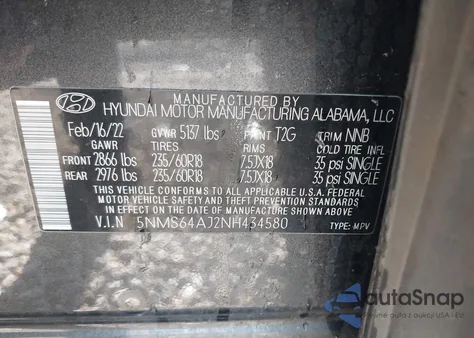 MANUFACTURED BY
HYUNDAI MOTOR MANUFACTURING ALABAMA, LLC
Feb/16/22 GVWR 5137 lbs PAINT T2G TRIM NNB
GAWR TIRES RIMS COLD TIRE INFL
FRONT 2866 lbs 235/60R18 7.5JX18 35 psi SINGLE
REAR 2976 lbs 235/60R18 7.5JX18 35 psi SINGLE
THIS VEHICLE CONFORMS TO ALL APPLICABLE U.S.A. FEDERAL
MOTOR VEHICLE SAFETY AND THEFT PREVENTION STANDARDS
IN EFFECT ON THE DATE OF MANUFACTURE SHOWN ABOVE.
V.I.N 5NMS64AJ2NH434580 TYPE: MPV
autoSnap